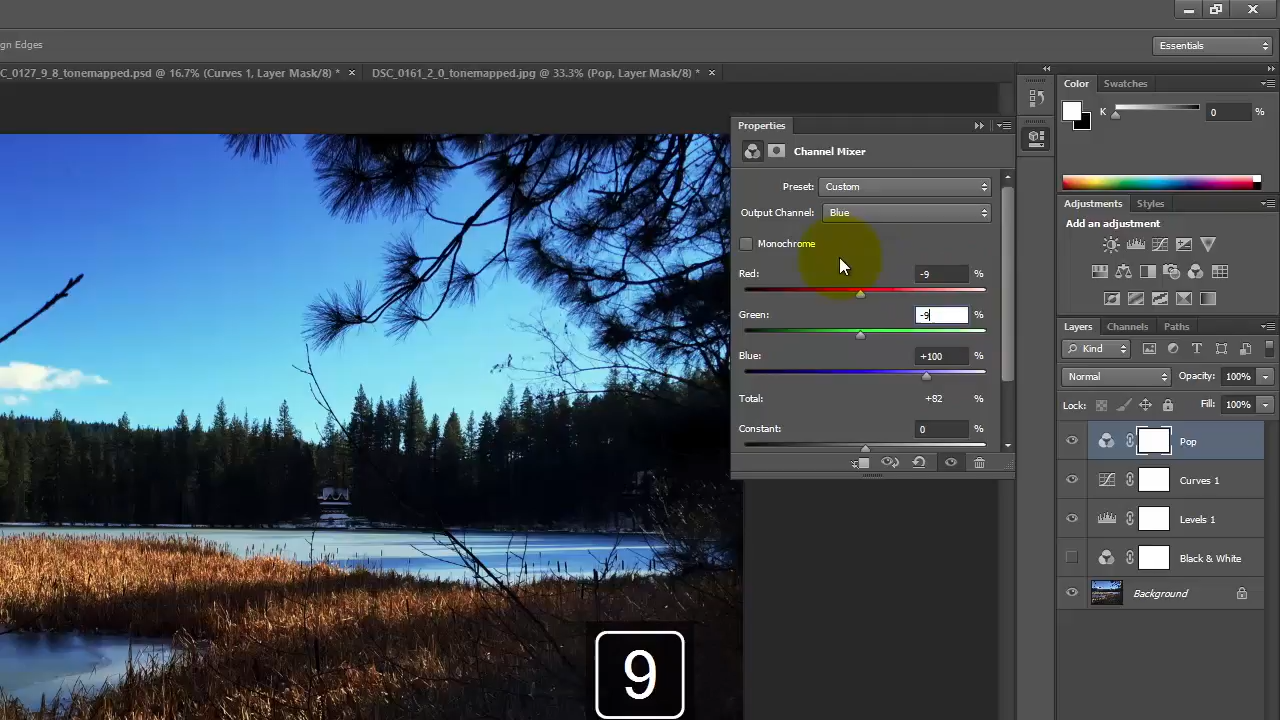 gn Edges
Essentials
C_0127_9_8_tonemapped.psd @ 16.7% (Curves 1, Layer Mask/8) * ×
DSC_0161_2_0_tonemapped.jpg @ 33.3% (Pop, Layer Mask/8) * ×
Properties
Channel Mixer
Preset: Custom
Output Channel: Blue
Monochrome
Red: -9 %
Green: -9 %
Blue: +100 %
Total: +82 %
Constant: 0 %
Color Swatches
K 0 %
Adjustments Styles
Add an adjustment
Layers Channels Paths
Kind
Normal Opacity: 100%
Lock: Fill: 100%
Pop
Curves 1
Levels 1
Black & White
Background
9